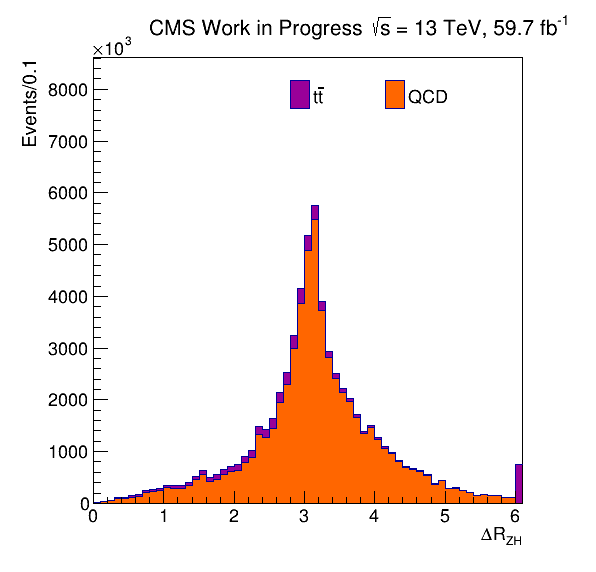 CMS Work in Progress √s = 13 TeV, 59.7 fb⁻¹
×10³
Events/0.1
tt̄
QCD
8000
7000
6000
5000
4000
3000
2000
1000
0
0 1 2 3 4 5 6
ΔR_ZH